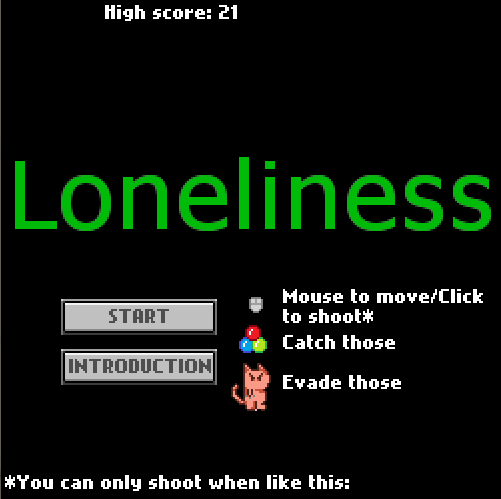 High score: 21
Loneliness
START
INTRODUCTION
Mouse to move/Click
to shoot*
Catch those
Evade those
*You can only shoot when like this: